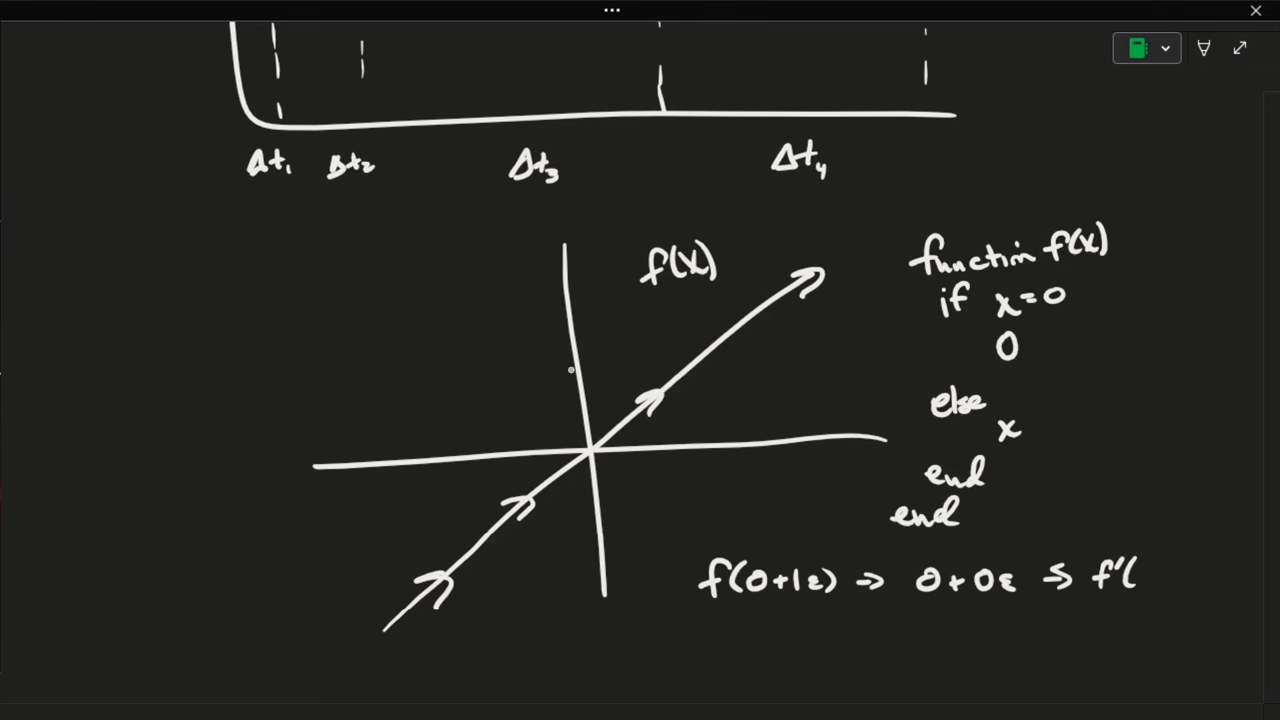 Δt₁ Δt₂ Δt₃ Δt₄
f(x)
function f(x)
if x=0
0
else
x
end
end
f(0+1ε) ⇒ 0+0ε ⇒ f'(